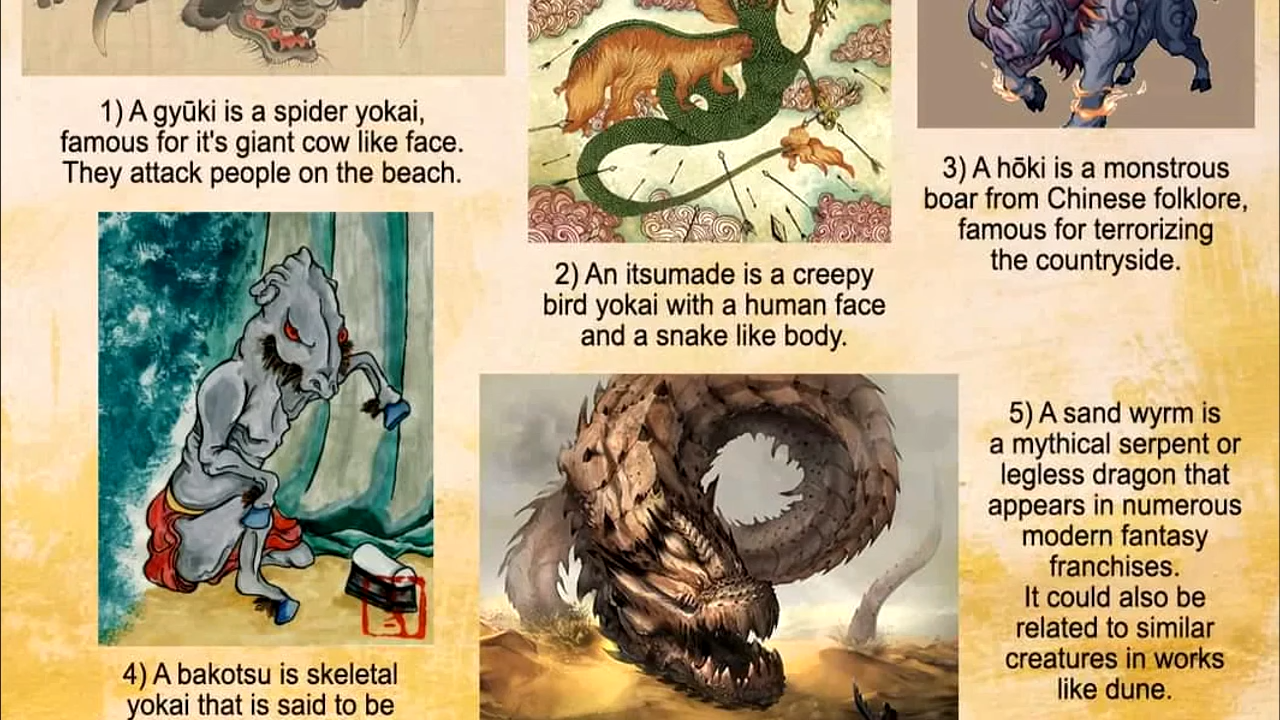 1) A gyūki is a spider yokai,
famous for it's giant cow like face.
They attack people on the beach.
2) An itsumade is a creepy
bird yokai with a human face
and a snake like body.
3) A hōki is a monstrous
boar from Chinese folklore,
famous for terrorizing
the countryside.
4) A bakotsu is skeletal
yokai that is said to be
5) A sand wyrm is
a mythical serpent or
legless dragon that
appears in numerous
modern fantasy
franchises.
It could also be
related to similar
creatures in works
like dune.